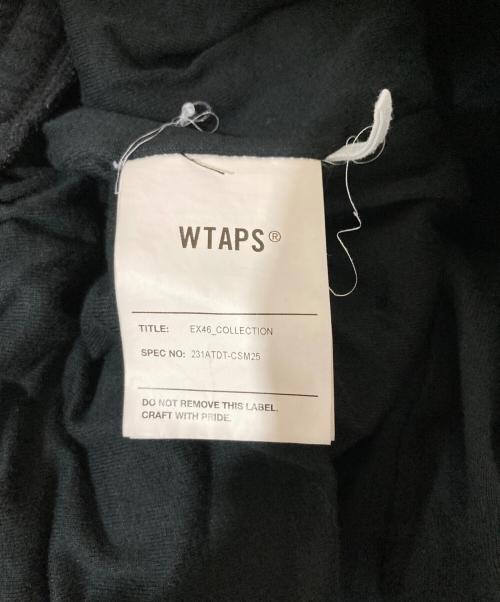 WTAPS®
TITLE: EX46_COLLECTION
SPEC NO: 231ATDT-CSM25
DO NOT REMOVE THIS LABEL.
CRAFT WITH PRIDE.